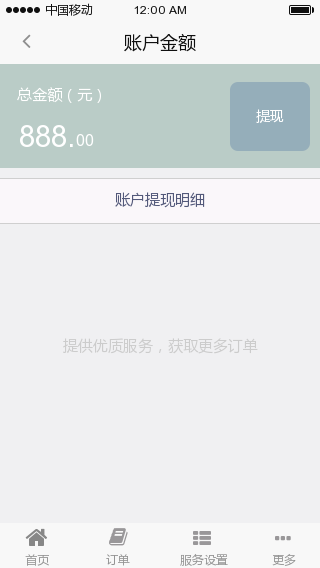 中国移动 12:00 AM
账户金额
总金额（元）
888.00
提现
账户提现明细
提供优质服务，获取更多订单
首页 订单 服务设置 更多